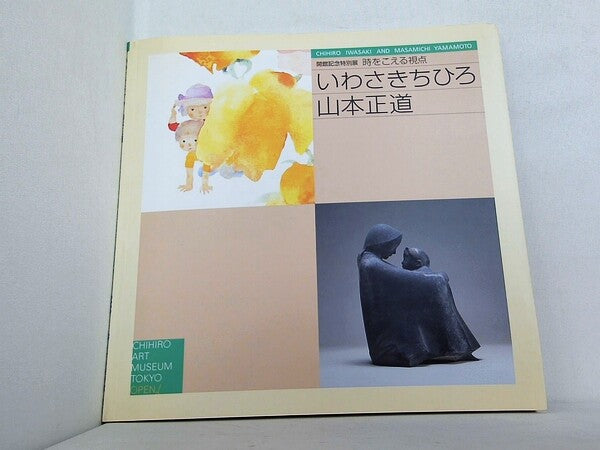 CHIHIRO IWASAKI AND MASAMICHI YAMAMOTO
開館記念特別展 時をこえる視点
いわさきちひろ
山本正道
CHIHIRO
ART
MUSEUM
TOKYO
OPEN!